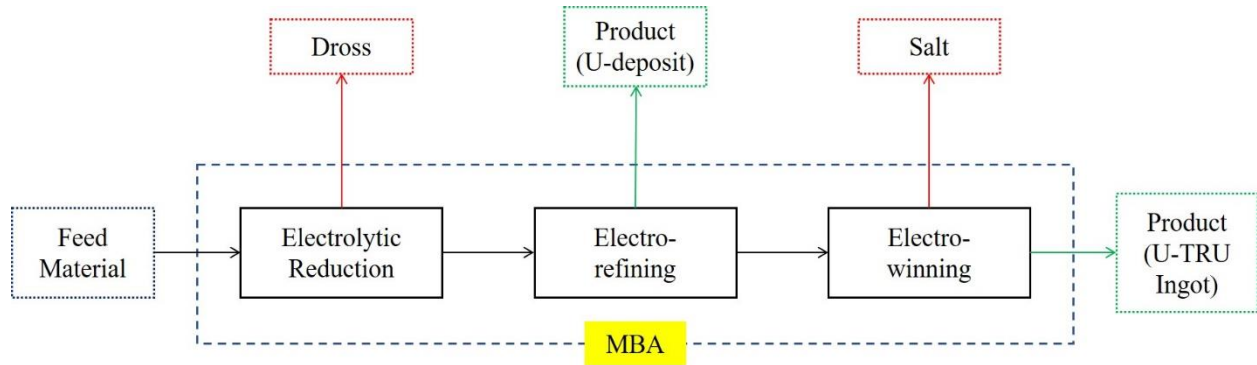 Dross
Product
(U-deposit)
Salt
Feed
Material
Electrolytic
Reduction
Electro-
refining
Electro-
winning
Product
(U-TRU
Ingot)
MBA